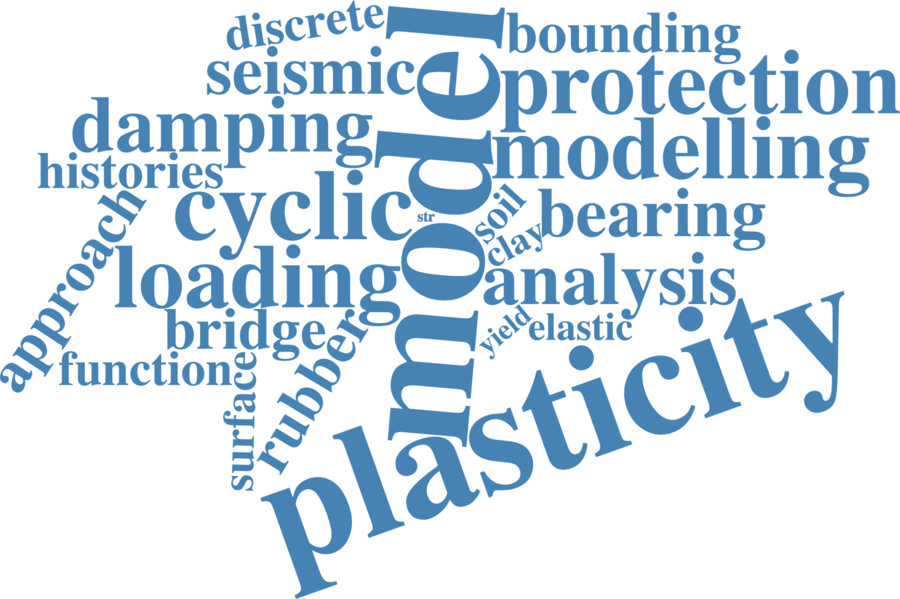 discrete
bounding
seismic
model
protection
damping
modelling
histories
cyclic
str
soil
bearing
approach
clay
loading
analysis
bridge
yield
elastic
function
rubber
surface
plasticity